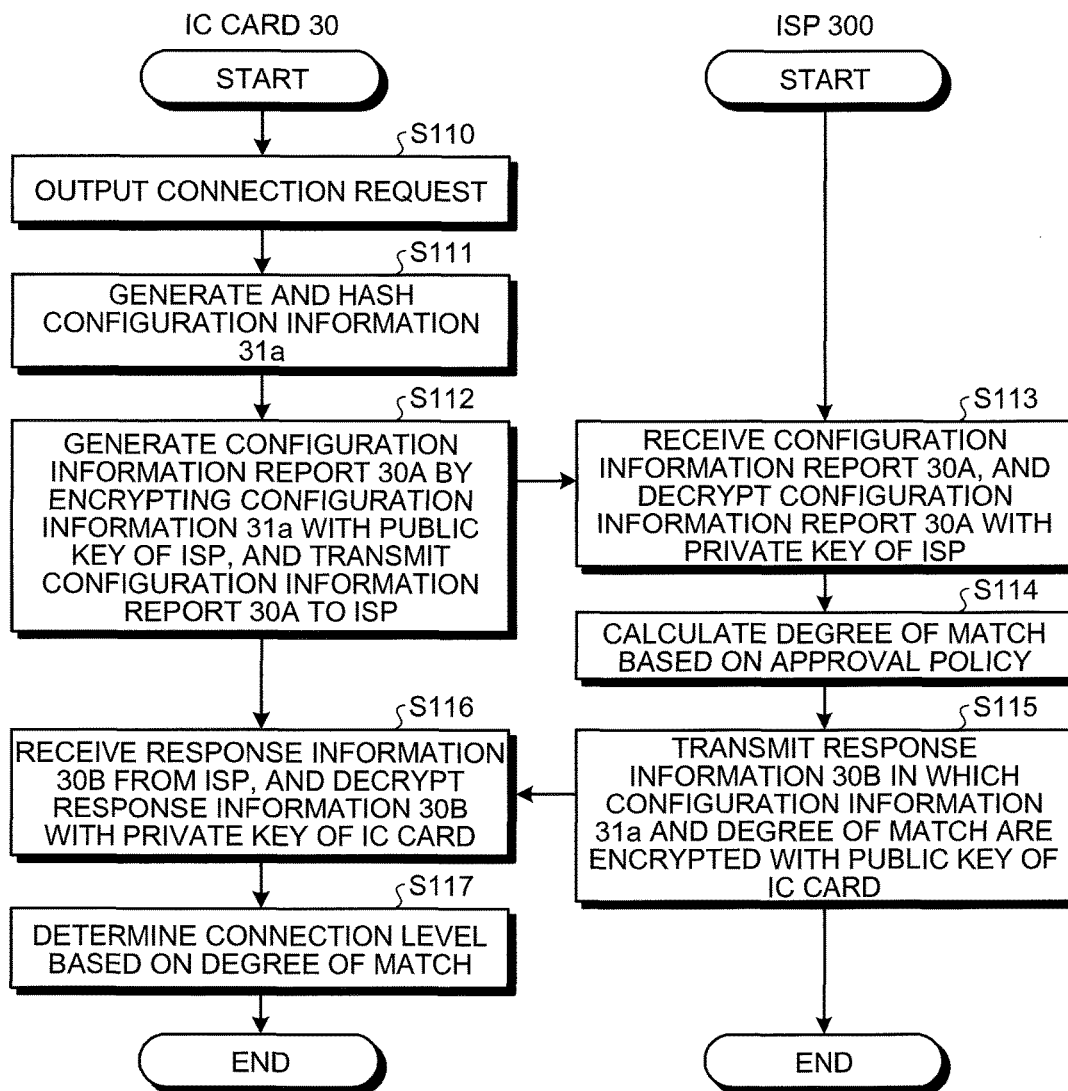 IC CARD 30
START
S110
OUTPUT CONNECTION REQUEST
S111
GENERATE AND HASH
CONFIGURATION INFORMATION
31a
S112
GENERATE CONFIGURATION
INFORMATION REPORT 30A BY
ENCRYPTING CONFIGURATION
INFORMATION 31a WITH PUBLIC
KEY OF ISP, AND TRANSMIT
CONFIGURATION INFORMATION
REPORT 30A TO ISP
S116
RECEIVE RESPONSE INFORMATION
30B FROM ISP, AND DECRYPT
RESPONSE INFORMATION 30B
WITH PRIVATE KEY OF IC CARD
S117
DETERMINE CONNECTION LEVEL
BASED ON DEGREE OF MATCH
END
ISP 300
START
S113
RECEIVE CONFIGURATION
INFORMATION REPORT 30A, AND
DECRYPT CONFIGURATION
INFORMATION REPORT 30A WITH
PRIVATE KEY OF ISP
S114
CALCULATE DEGREE OF MATCH
BASED ON APPROVAL POLICY
S115
TRANSMIT RESPONSE
INFORMATION 30B IN WHICH
CONFIGURATION INFORMATION
31a AND DEGREE OF MATCH ARE
ENCRYPTED WITH PUBLIC KEY OF
IC CARD
END